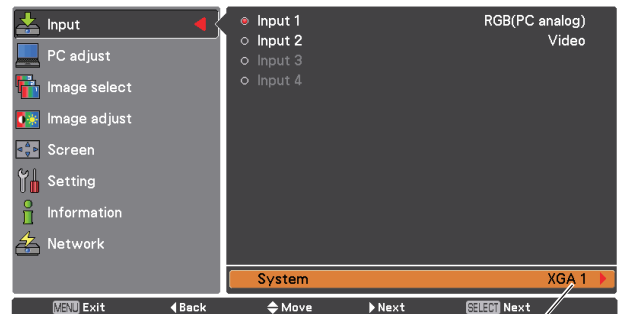 Input
PC adjust
Image select
Image adjust
Screen
Setting
Information
Network
Input 1 RGB(PC analog)
Input 2 Video
Input 3
Input 4
System XGA 1
MENU Exit Back Move Next SELECT Next